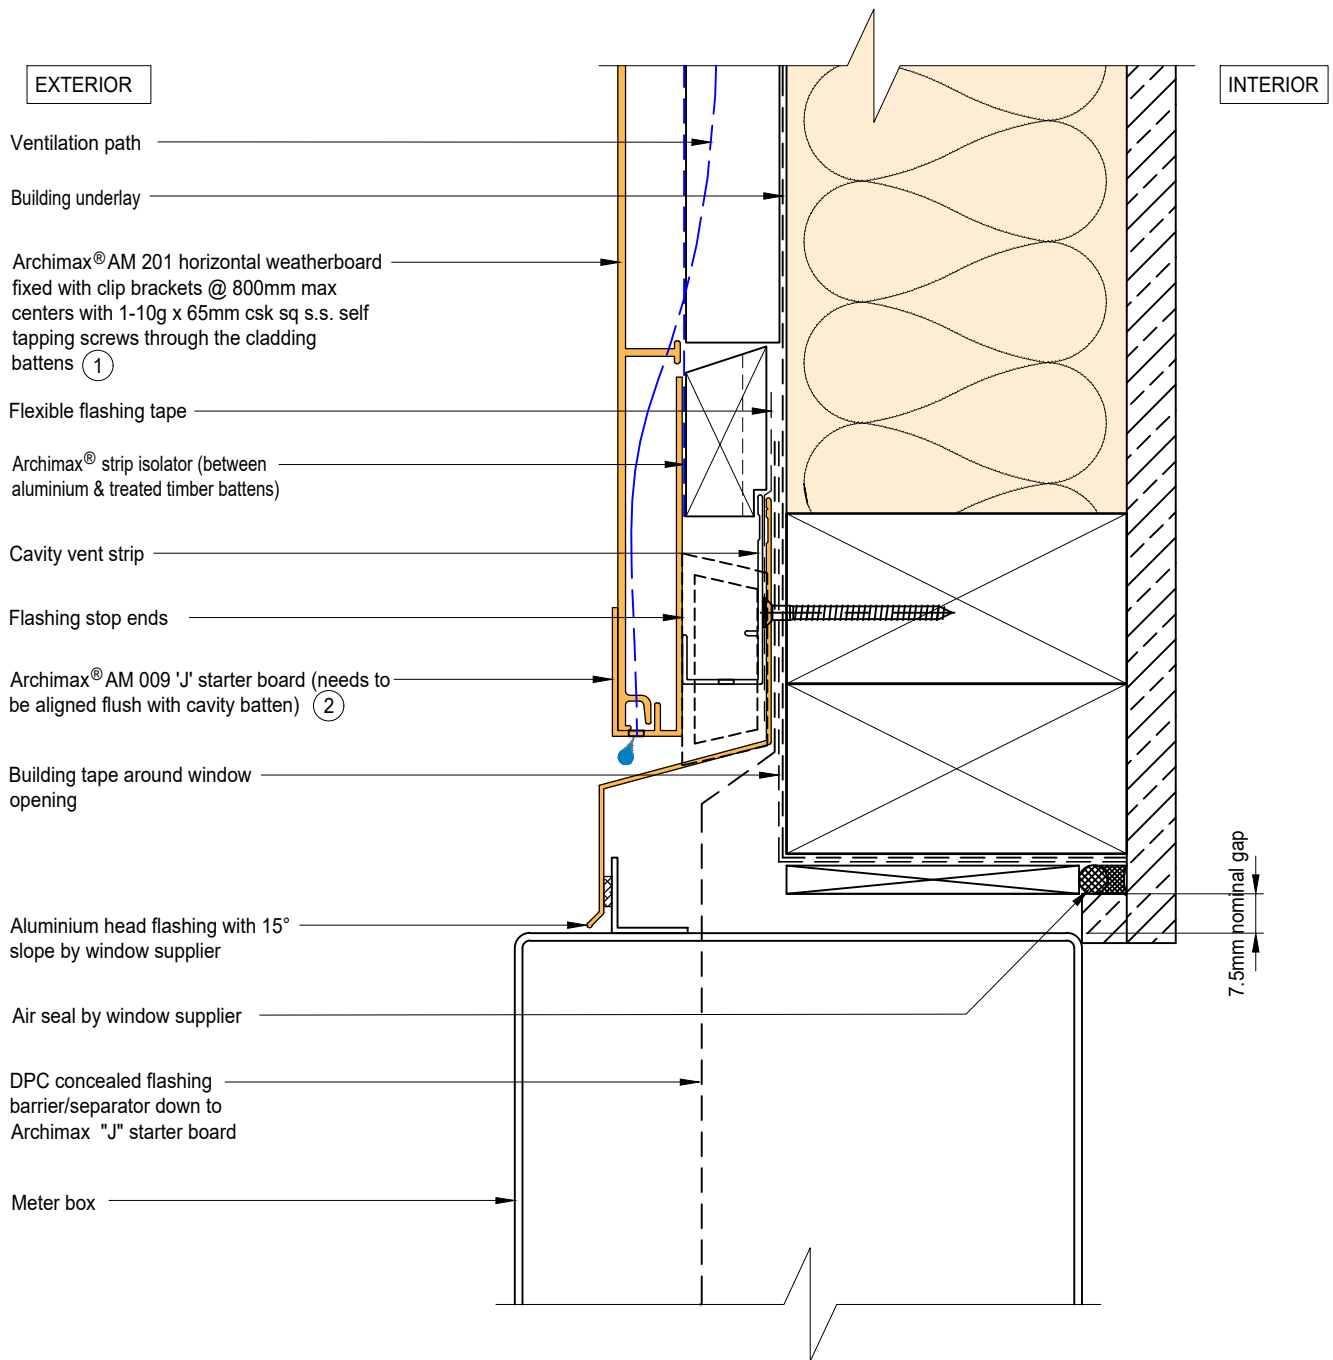 EXTERIOR
INTERIOR
Ventilation path
Building underlay
Archimax® AM 201 horizontal weatherboard
fixed with clip brackets @ 800mm max
centers with 1-10g x 65mm csk sq s.s. self
tapping screws through the cladding
battens 1
Flexible flashing tape
Archimax® strip isolator (between
aluminium & treated timber battens)
Cavity vent strip
Flashing stop ends
Archimax® AM 009 'J' starter board (needs to
be aligned flush with cavity batten) 2
Building tape around window
opening
7.5mm nominal gap
Aluminium head flashing with 15°
slope by window supplier
Air seal by window supplier
DPC concealed flashing
barrier/separator down to
Archimax "J" starter board
Meter box